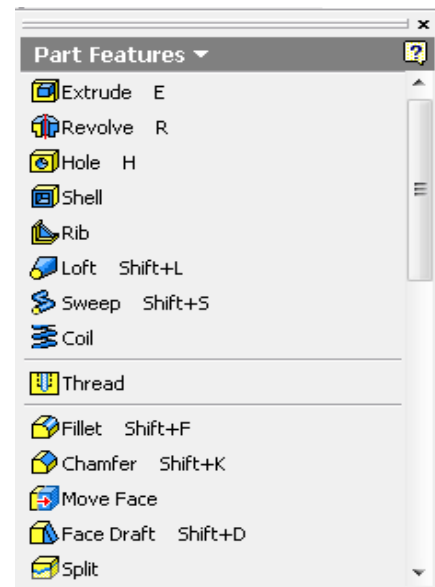 Part Features
Extrude E
Revolve R
Hole H
Shell
Rib
Loft Shift+L
Sweep Shift+S
Coil
Thread
Fillet Shift+F
Chamfer Shift+K
Move Face
Face Draft Shift+D
Split